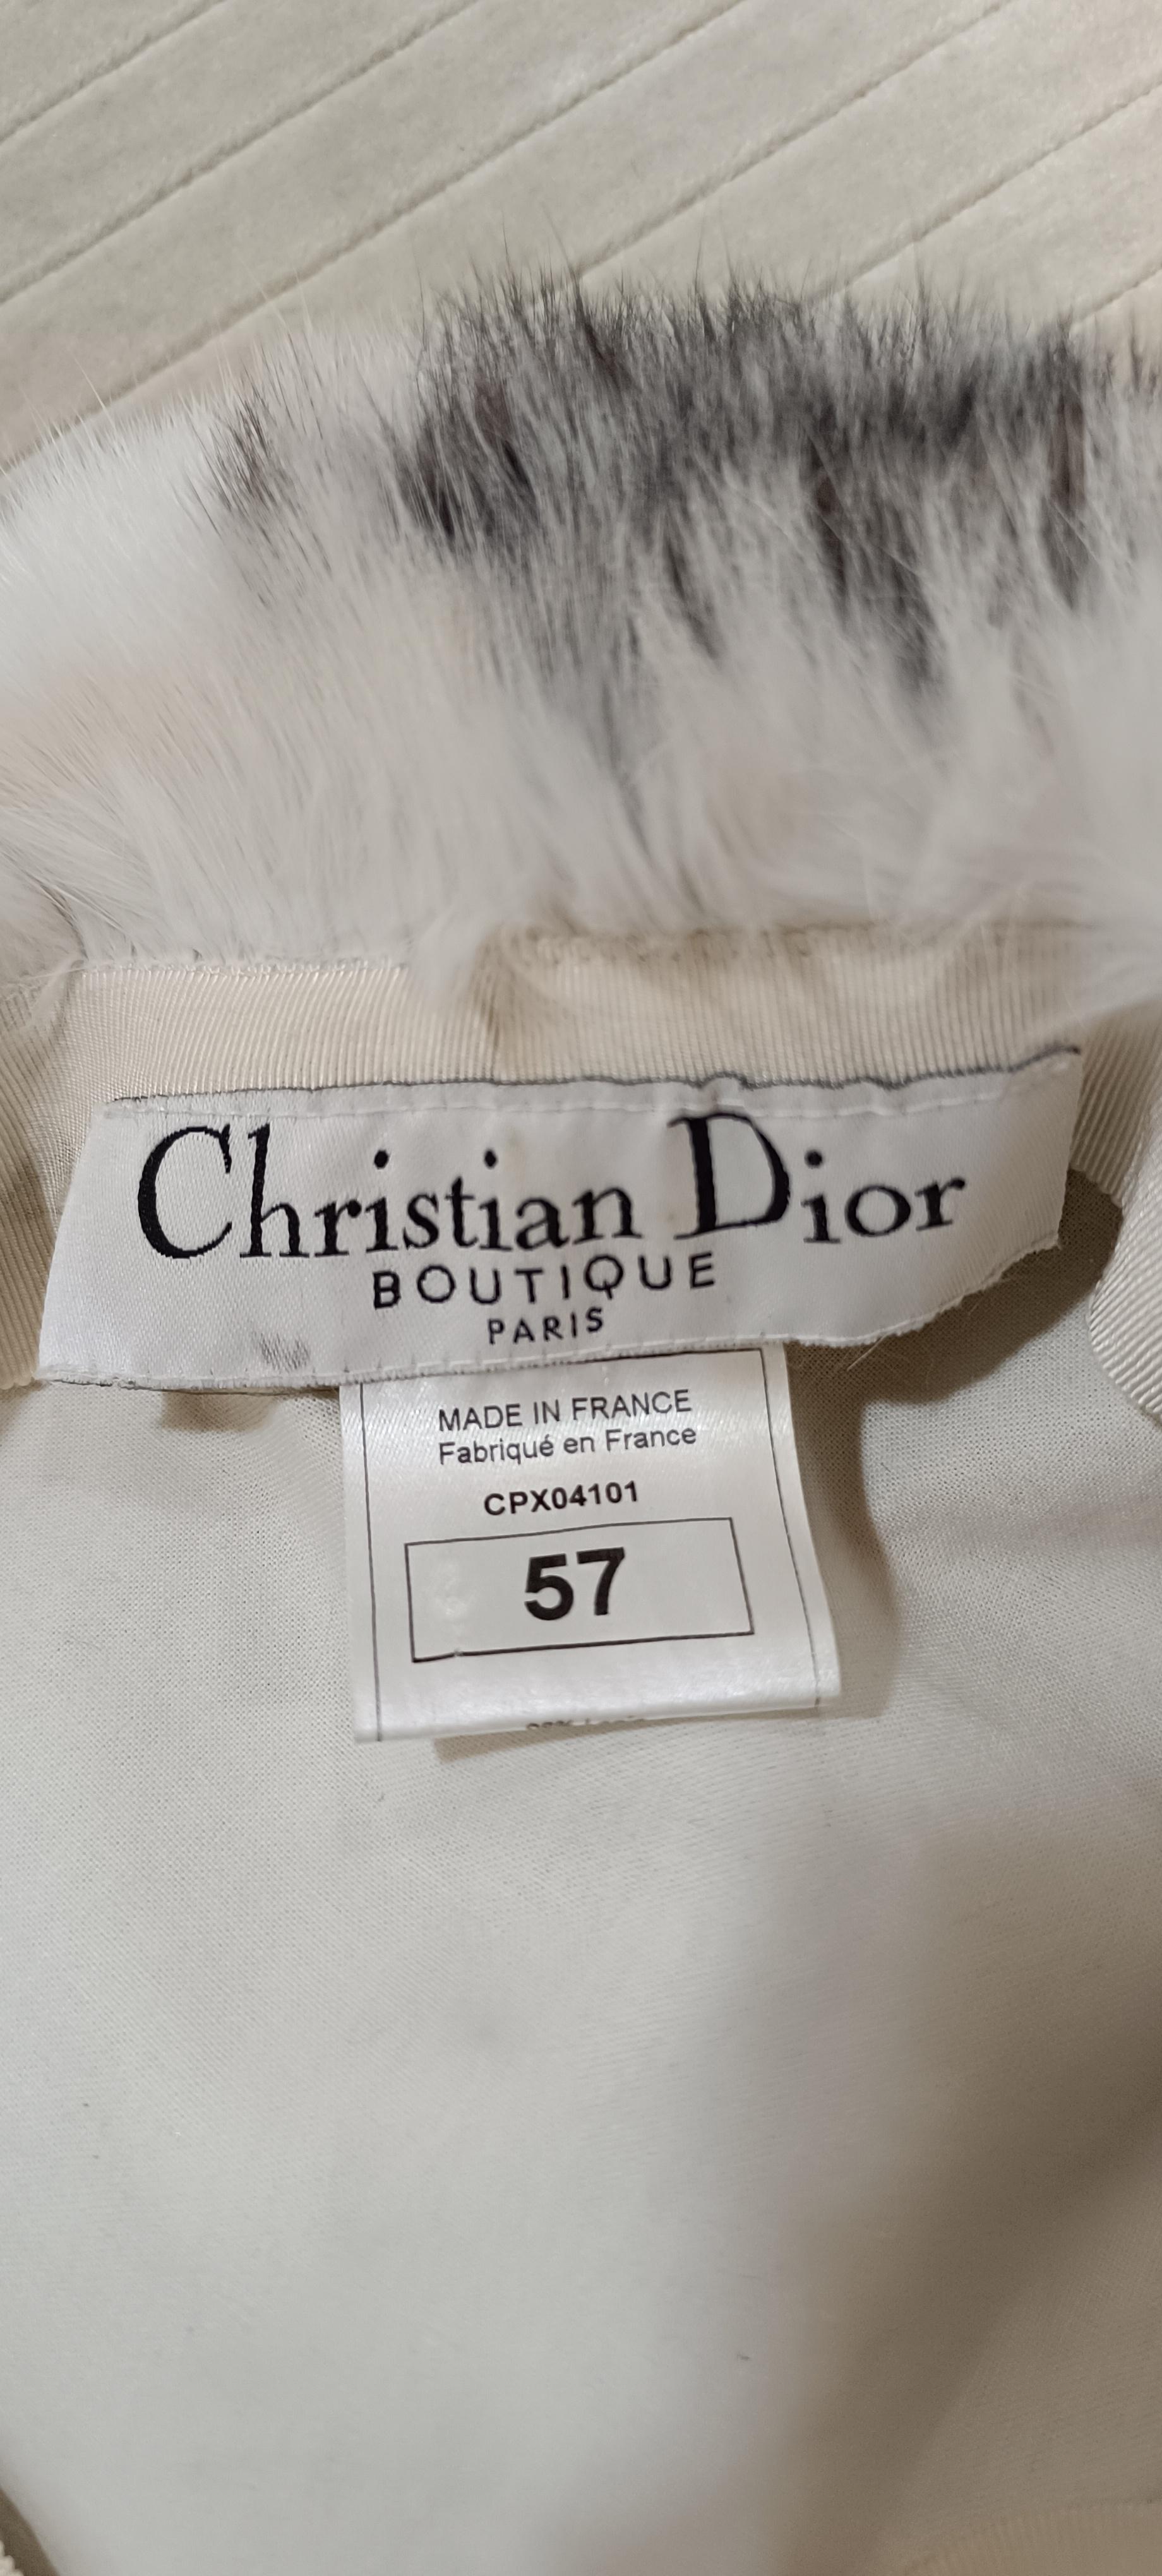 Christian Dior
BOUTIQUE
PARIS
MADE IN FRANCE
Fabriqué en France
CPX04101
57